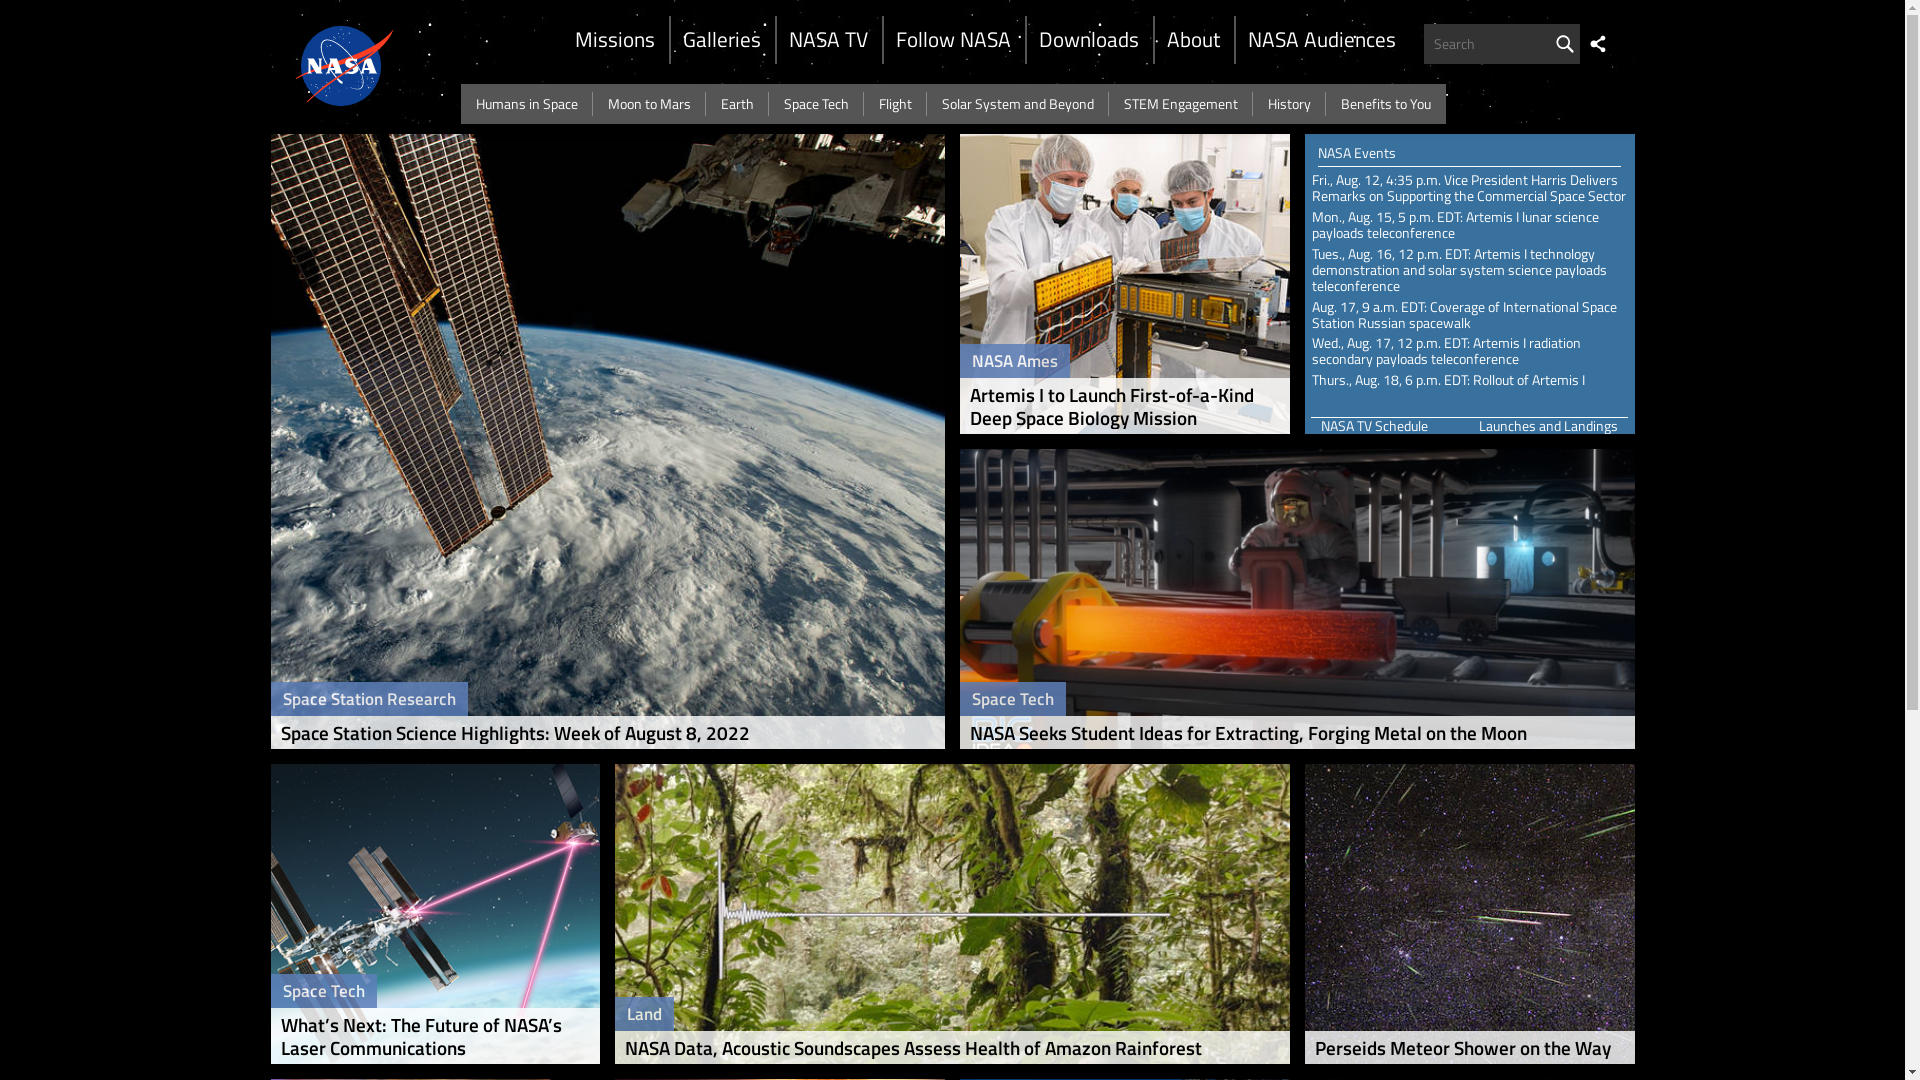 NASA
Missions
Galleries
NASA TV
Follow NASA
Downloads
About
NASA Audiences
Search
Humans in Space
Moon to Mars
Earth
Space Tech
Flight
Solar System and Beyond
STEM Engagement
History
Benefits to You
Space Station Research
Space Station Science Highlights: Week of August 8, 2022
NASA Ames
Artemis I to Launch First-of-a-Kind
Deep Space Biology Mission
NASA Events
Fri., Aug. 12, 4:35 p.m. Vice President Harris Delivers
Remarks on Supporting the Commercial Space Sector
Mon., Aug. 15, 5 p.m. EDT: Artemis I lunar science
payloads teleconference
Tues., Aug. 16, 12 p.m. EDT: Artemis I technology
demonstration and solar system science payloads
teleconference
Aug. 17, 9 a.m. EDT: Coverage of International Space
Station Russian spacewalk
Wed., Aug. 17, 12 p.m. EDT: Artemis I radiation
secondary payloads teleconference
Thurs., Aug. 18, 6 p.m. EDT: Rollout of Artemis I
NASA TV Schedule
Launches and Landings
Space Tech
NASA Seeks Student Ideas for Extracting, Forging Metal on the Moon
Space Tech
What’s Next: The Future of NASA’s
Laser Communications
Land
NASA Data, Acoustic Soundscapes Assess Health of Amazon Rainforest
Perseids Meteor Shower on the Way